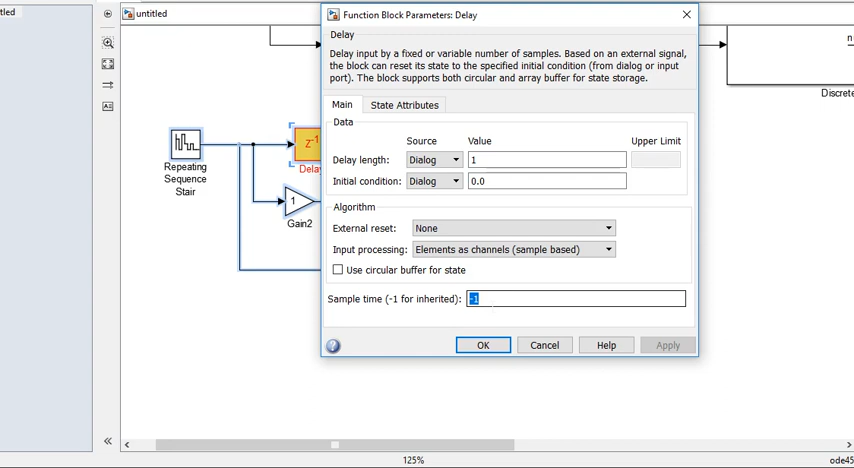 tled
untitled
Function Block Parameters: Delay
Delay
Delay input by a fixed or variable number of samples. Based on an external signal,
the block can reset its state to the specified initial condition (from dialog or input
port). The block supports both circular and array buffer for state storage.
Main
State Attributes
Data
Source
Value
Upper Limit
Delay length:
Dialog
1
Initial condition:
Dialog
0.0
Algorithm
External reset:
None
Input processing:
Elements as channels (sample based)
Use circular buffer for state
Sample time (-1 for inherited):
-1
OK
Cancel
Help
Apply
Repeating
Sequence
Stair
Z-1
Delay
1
Gain2
n
Discrete
125%
ode45